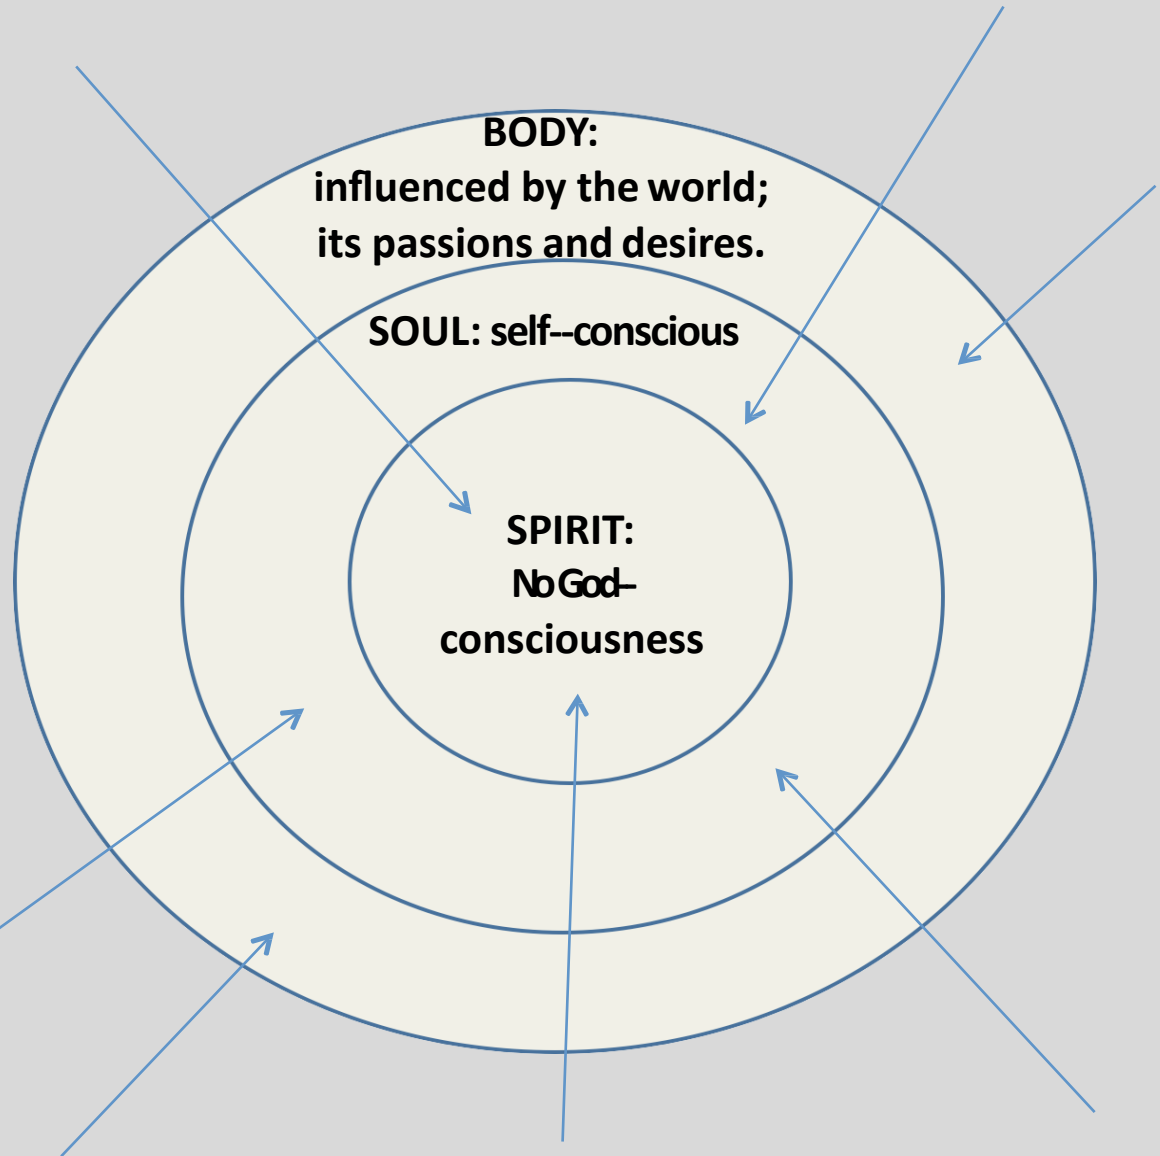 BODY:
influenced by the world;
its passions and desires.
SOUL: self--conscious
SPIRIT:
No God--
consciousness